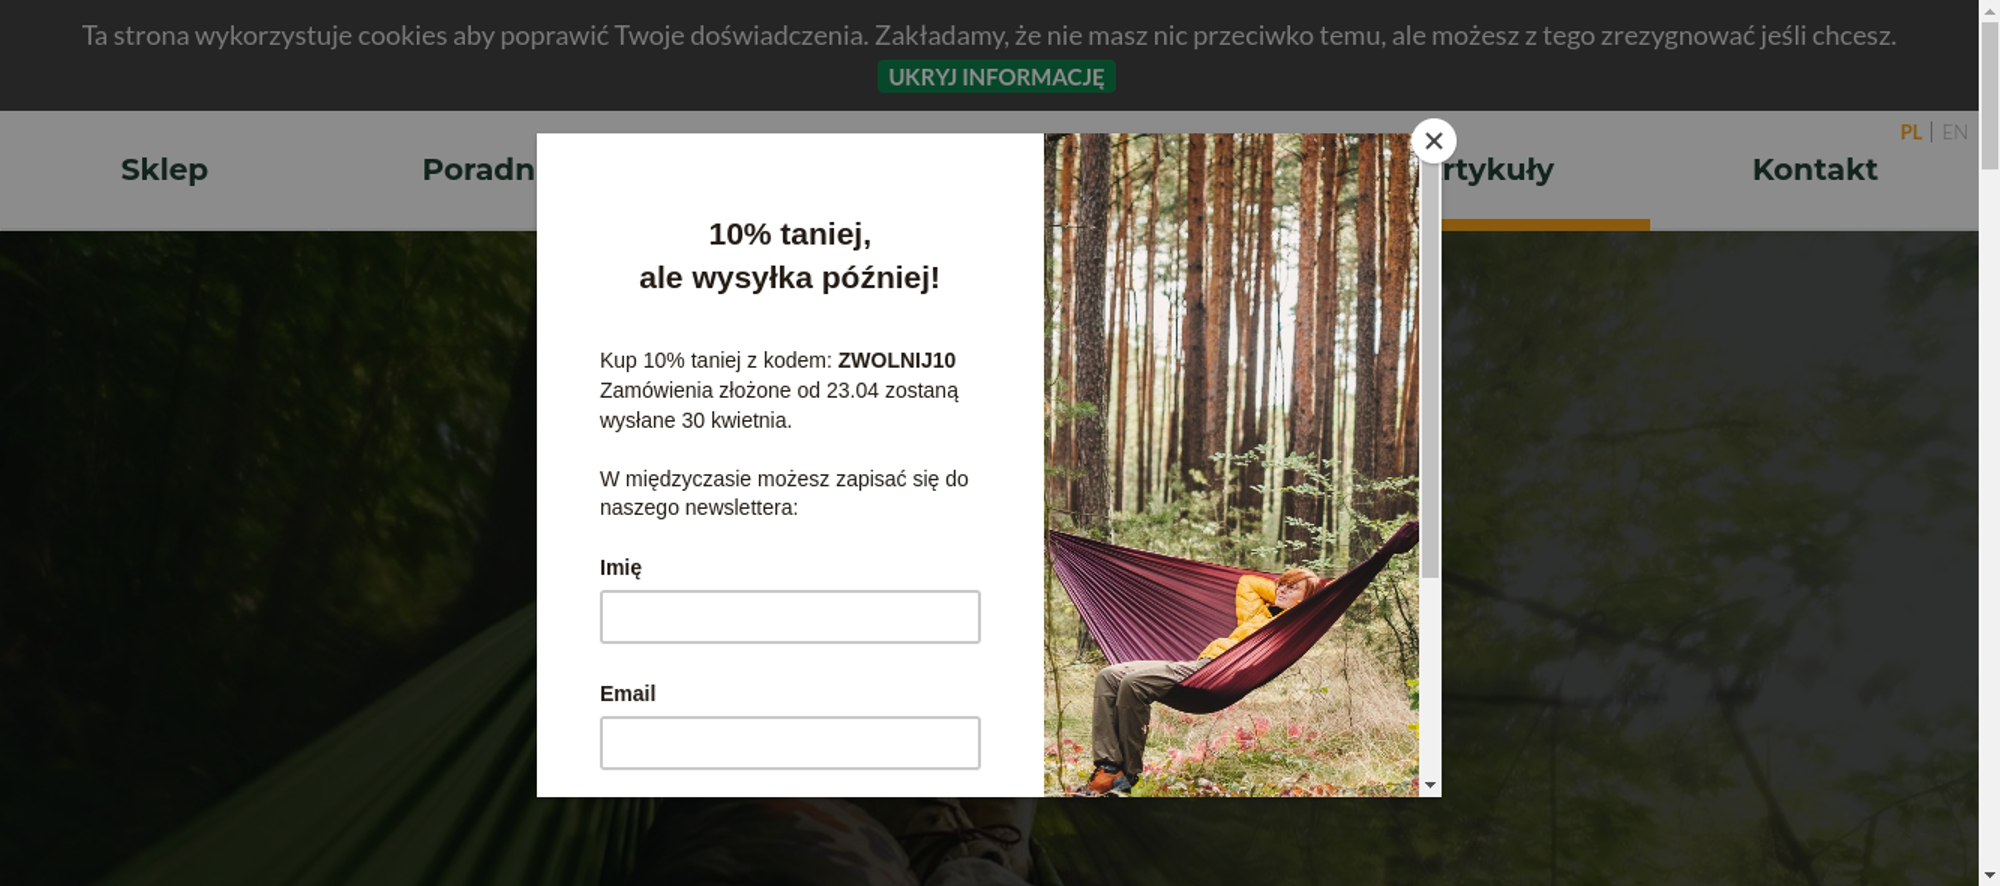 Ta strona wykorzystuje cookies aby poprawić Twoje doświadczenia. Zakładamy, że nie masz nic przeciwko temu, ale możesz z tego zrezygnować jeśli chcesz.
UKRYJ INFORMACJĘ
PL | EN
Sklep Poradn rtykuły Kontakt
10% taniej,
ale wysyłka później!
Kup 10% taniej z kodem: ZWOLNIJ10
Zamówienia złożone od 23.04 zostaną
wysłane 30 kwietnia.
W międzyczasie możesz zapisać się do
naszego newslettera:
Imię
Email